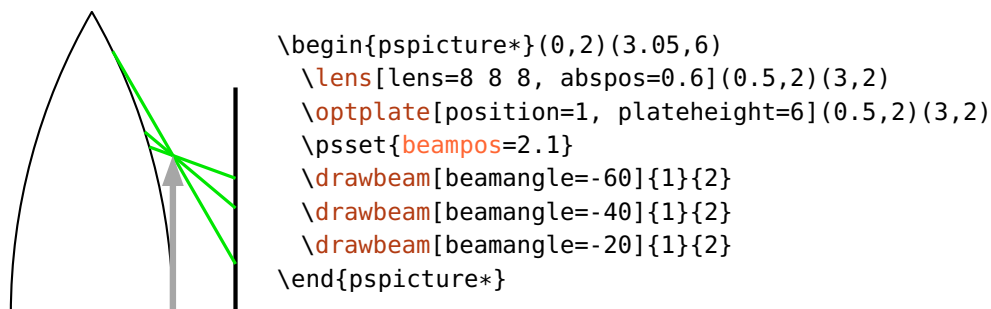 \begin{pspicture*}(0,2)(3.05,6)
\lens[lens=8 8 8, abspos=0.6](0.5,2)(3,2)
\optplate[position=1, plateheight=6](0.5,2)(3,2)
\psset{beampos=2.1}
\drawbeam[beamangle=-60]{1}{2}
\drawbeam[beamangle=-40]{1}{2}
\drawbeam[beamangle=-20]{1}{2}
\end{pspicture*}